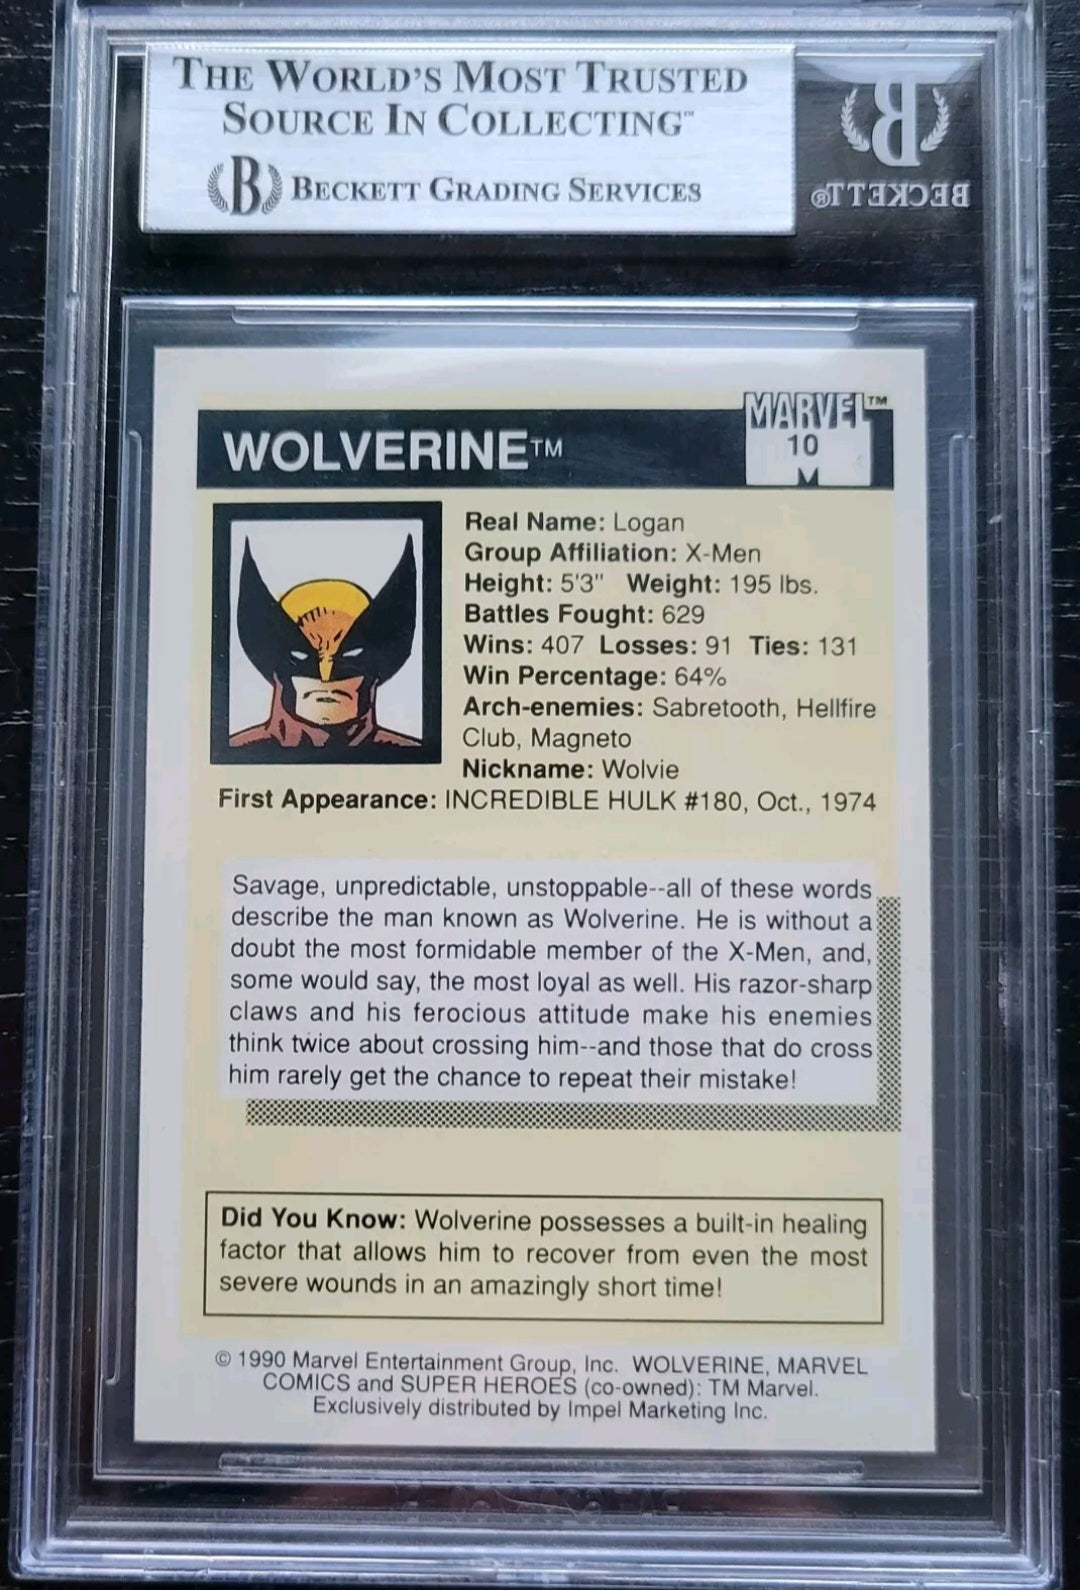 THE WORLD'S MOST TRUSTED
SOURCE IN COLLECTING™
B BECKETT GRADING SERVICES
B
BECKETT®
MARVEL™
WOLVERINE™
10
M
Real Name: Logan
Group Affiliation: X-Men
Height: 5'3" Weight: 195 lbs.
Battles Fought: 629
Wins: 407 Losses: 91 Ties: 131
Win Percentage: 64%
Arch-enemies: Sabretooth, Hellfire
Club, Magneto
Nickname: Wolvie
First Appearance: INCREDIBLE HULK #180, Oct., 1974
Savage, unpredictable, unstoppable--all of these words
describe the man known as Wolverine. He is without a
doubt the most formidable member of the X-Men, and,
some would say, the most loyal as well. His razor-sharp
claws and his ferocious attitude make his enemies
think twice about crossing him--and those that do cross
him rarely get the chance to repeat their mistake!
Did You Know: Wolverine possesses a built-in healing
factor that allows him to recover from even the most
severe wounds in an amazingly short time!
© 1990 Marvel Entertainment Group, Inc. WOLVERINE, MARVEL
COMICS and SUPER HEROES (co-owned): TM Marvel.
Exclusively distributed by Impel Marketing Inc.